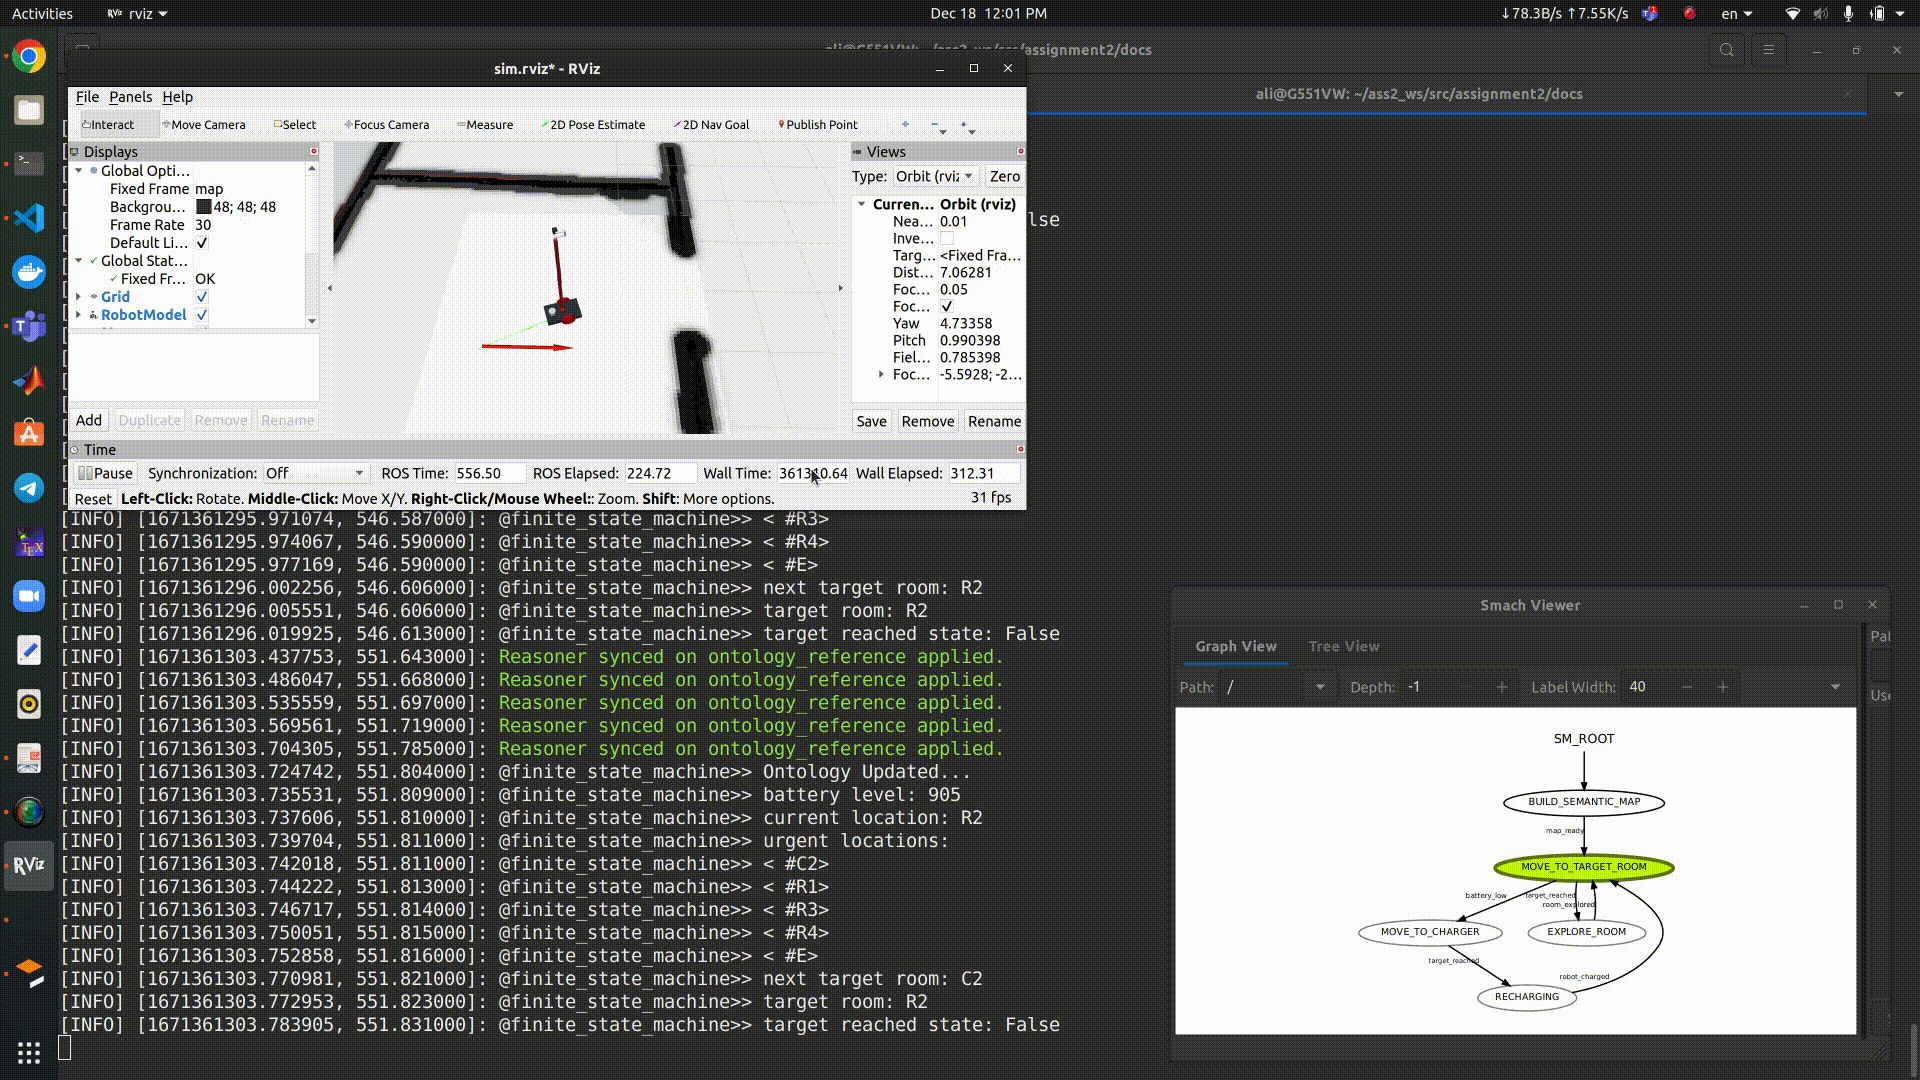 Activities
RViz
rviz
Dec 18 12:01 PM
↓78.3B/s ↑7.55K/s
en
/docs
ali@G551VW: ~/ass2_ws/src/assignment2/docs
sim.rviz* - RViz
File Panels Help
Interact Move Camera Select Focus Camera Measure 2D Pose Estimate 2D Nav Goal Publish Point
Displays
Global Opti...
Fixed Frame map
Backgrou... 48; 48; 48
Frame Rate 30
Default Li... ✓
Global Stat...
Fixed Fr... OK
Grid ✓
RobotModel ✓
Add Duplicate Remove Rename
Views
Type: Orbit (rvi Zero
Curren... Orbit (rviz)
Nea... 0.01
Inve...
Targ... <Fixed Fra...
Dist... 7.06281
Foc... 0.05
Foc... ✓
Yaw 4.73358
Pitch 0.990398
Fiel... 0.785398
Foc... -5.5928; -2...
Save Remove Rename
Time
Pause Synchronization: Off ROS Time: 556.50 ROS Elapsed: 224.72 Wall Time: Wall Elapsed: 312.31
Reset Left-Click: Rotate. Middle-Click: Move X/Y. Right-Click/Mouse Wheel:: Zoom. Shift: More options. 31 fps
lse
[INFO] [1671361295.971074, 546.587000]: @finite_state_machine>> < #R3>
[INFO] [1671361295.974067, 546.590000]: @finite_state_machine>> < #R4>
[INFO] [1671361295.977169, 546.590000]: @finite_state_machine>> < #E>
[INFO] [1671361296.002256, 546.606000]: @finite_state_machine>> next target room: R2
[INFO] [1671361296.005551, 546.606000]: @finite_state_machine>> target room: R2
[INFO] [1671361296.019925, 546.613000]: @finite_state_machine>> target reached state: False
[INFO] [1671361303.437753, 551.643000]: Reasoner synced on ontology_reference applied.
[INFO] [1671361303.486047, 551.668000]: Reasoner synced on ontology_reference applied.
[INFO] [1671361303.535559, 551.697000]: Reasoner synced on ontology_reference applied.
[INFO] [1671361303.569561, 551.719000]: Reasoner synced on ontology_reference applied.
[INFO] [1671361303.704305, 551.785000]: Reasoner synced on ontology_reference applied.
[INFO] [1671361303.724742, 551.804000]: @finite_state_machine>> Ontology Updated...
[INFO] [1671361303.735531, 551.809000]: @finite_state_machine>> battery level: 905
[INFO] [1671361303.737606, 551.810000]: @finite_state_machine>> current location: R2
[INFO] [1671361303.739704, 551.811000]: @finite_state_machine>> urgent locations:
[INFO] [1671361303.742018, 551.811000]: @finite_state_machine>> < #C2>
[INFO] [1671361303.744222, 551.813000]: @finite_state_machine>> < #R1>
[INFO] [1671361303.746717, 551.814000]: @finite_state_machine>> < #R3>
[INFO] [1671361303.750051, 551.815000]: @finite_state_machine>> < #R4>
[INFO] [1671361303.752858, 551.816000]: @finite_state_machine>> < #E>
[INFO] [1671361303.770981, 551.821000]: @finite_state_machine>> next target room: C2
[INFO] [1671361303.772953, 551.823000]: @finite_state_machine>> target room: R2
[INFO] [1671361303.783905, 551.831000]: @finite_state_machine>> target reached state: False
Smach Viewer
Graph View Tree View
Path: / Depth: -1 Label Width: 40
SM_ROOT
BUILD_SEMANTIC_MAP
map_ready
MOVE_TO_TARGET_ROOM
battery_low target_reached
room_explored
MOVE_TO_CHARGER EXPLORE_ROOM
target_reached
robot_charged
RECHARGING